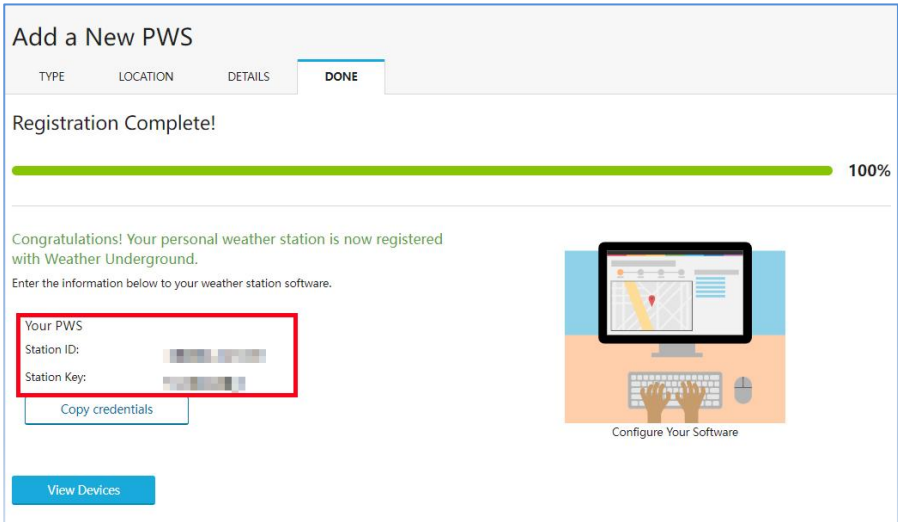 Add a New PWS
TYPE LOCATION DETAILS DONE
Registration Complete!
100%
Congratulations! Your personal weather station is now registered
with Weather Underground.
Enter the information below to your weather station software.
Your PWS
Station ID:
Station Key:
Copy credentials
Configure Your Software
View Devices